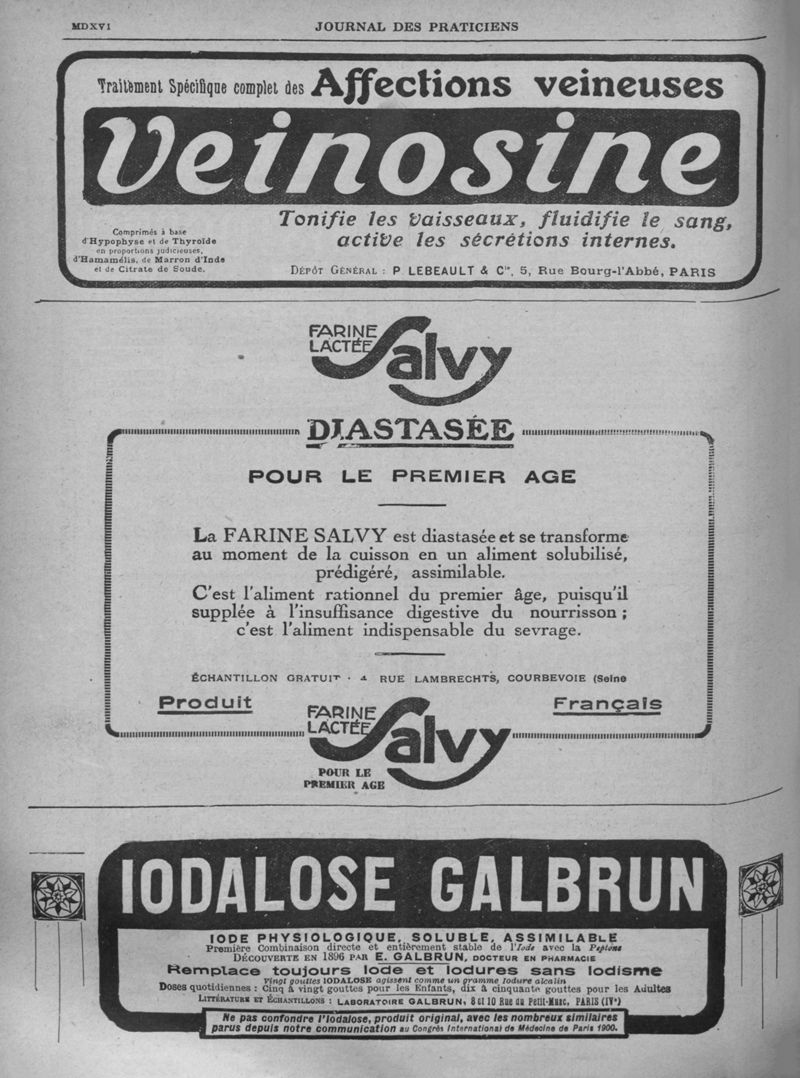 MDXVI
JOURNAL DES PRATICIENS
Traitement Spécifique complet des Affections veineuses
Veinosine
Tonifie les vaisseaux, fluidifie le sang,
active les sécrétions internes.
Comprimés à base
d'Hypophyse et de Thyroïde
en proportions judicieuses,
d'Hamamélis, de Marron d'Inde
et de Citrate de Soude.
DÉPÔT GÉNÉRAL : P. LEBEAULT & Cie, 5, Rue Bourg-l'Abbé, PARIS
FARINE
LACTÉE
Salvy
DIASTASÉE
POUR LE PREMIER AGE
La FARINE SALVY est diastasée et se transforme
au moment de la cuisson en un aliment solubilisé,
prédigéré, assimilable.
C'est l'aliment rationnel du premier âge, puisqu'il
supplée à l'insuffisance digestive du nourrisson ;
c'est l'aliment indispensable du sevrage.
ÉCHANTILLON GRATUIT · 4 RUE LAMBRECHTS, COURBEVOIE (Seine
Produit
Français
FARINE
LACTÉE
Salvy
POUR LE
PREMIER AGE
IODALOSE GALBRUN
IODE PHYSIOLOGIQUE, SOLUBLE, ASSIMILABLE
Première Combinaison directe et entièrement stable de l'Iode avec la Peptone
DÉCOUVERTE EN 1896 PAR E. GALBRUN, DOCTEUR EN PHARMACIE
Remplace toujours Iode et Iodures sans Iodisme
Vingt gouttes IODALOSE agissent comme un gramme Iodure alcalin
Doses quotidiennes : Cinq à vingt gouttes pour les Enfants, dix à cinquante gouttes pour les Adultes
LITTÉRATURE ET ÉCHANTILLONS : LABORATOIRE GALBRUN, 8 et 10 Rue du Petit-Musc, PARIS (IVe)
Ne pas confondre l'Iodalose, produit original, avec les nombreux similaires
parus depuis notre communication au Congrès International de Médecine de Paris 1900.